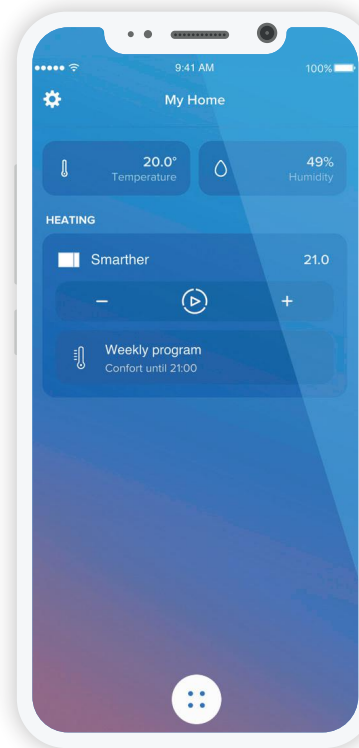 9:41 AM
100%
My Home
20.0°
Temperature
49%
Humidity
HEATING
Smarther
21.0
− +
Weekly program
Confort until 21:00